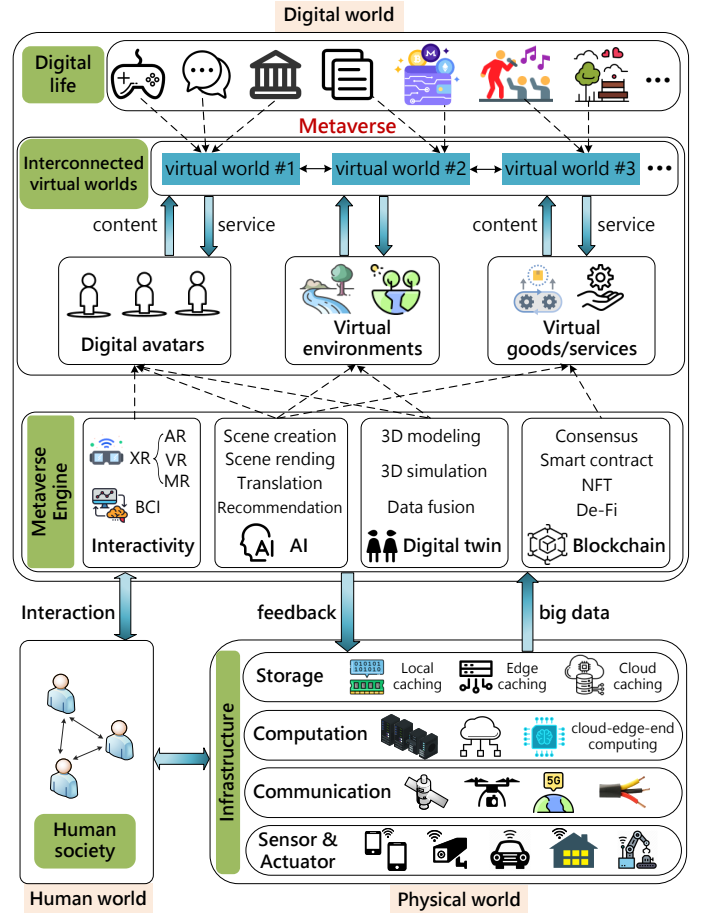 Digital world
Digital
life
Metaverse
Interconnected
virtual worlds
virtual world #1
virtual world #2
virtual world #3
content
service
content
service
Digital avatars
Virtual
environments
Virtual
goods/services
Metaverse
Engine
XR
AR
VR
MR
BCI
Interactivity
Scene creation
Scene rending
Translation
Recommendation
AI
AI
3D modeling
3D simulation
Data fusion
Digital twin
Consensus
Smart contract
NFT
De-Fi
Blockchain
Interaction
feedback
big data
Human
society
Human world
Infrastructure
Storage
010101
101010
Local
caching
Edge
caching
Cloud
caching
Computation
cloud-edge-end
computing
Communication
5G
Sensor &
Actuator
Physical world